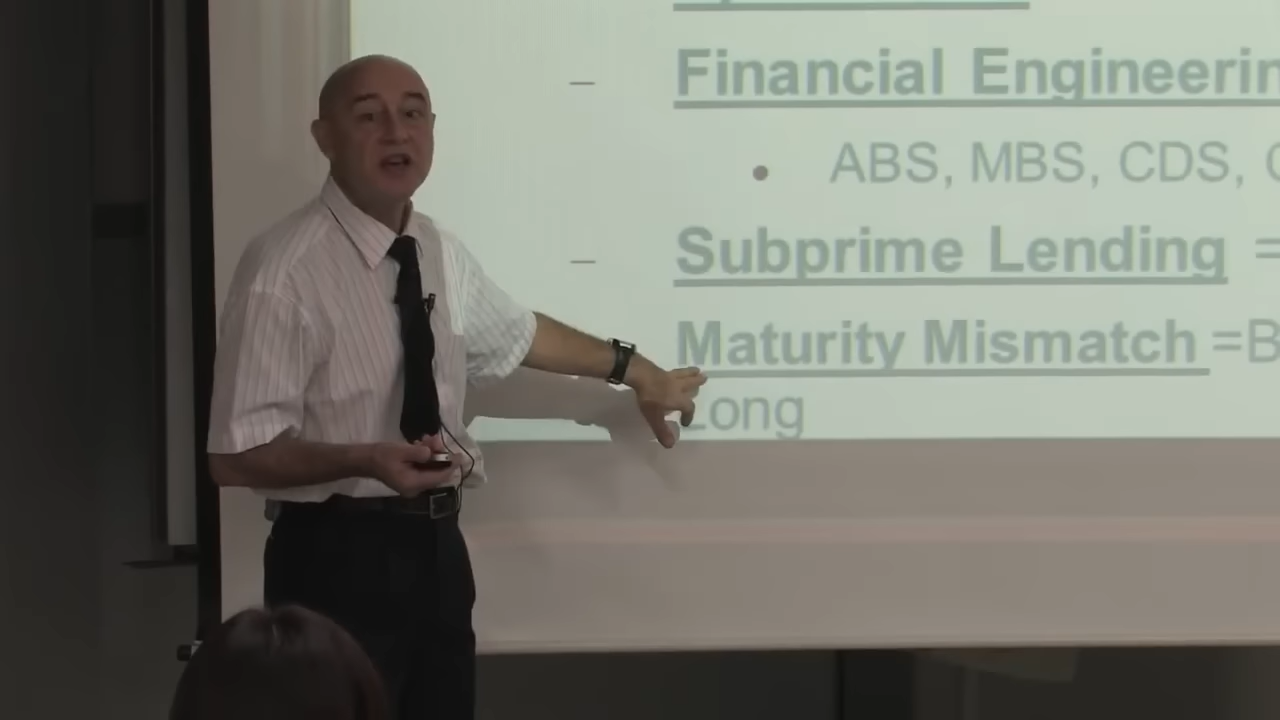 – Financial Engineerin
• ABS, MBS, CDS,
– Subprime Lending =
Maturity Mismatch =B
Long